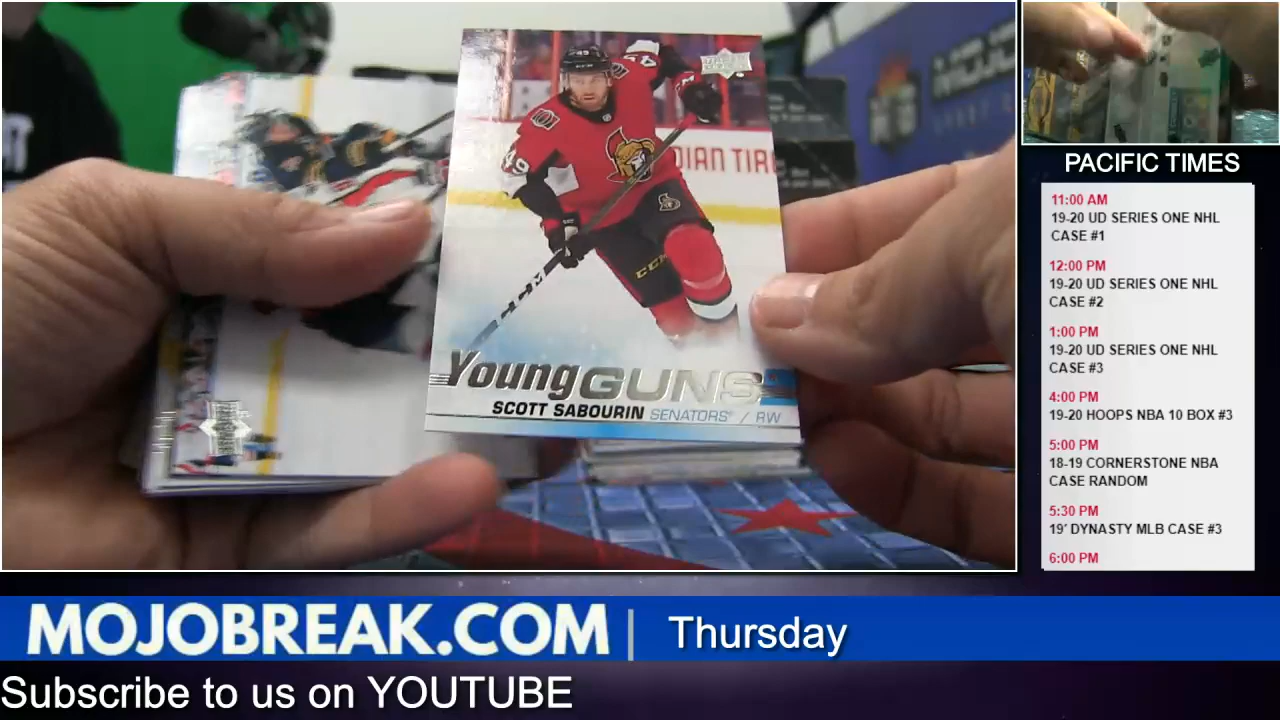 49
DIAN TIR
CCM
Young GUNS
SCOTT SABOURIN SENATORS / RW
PACIFIC TIMES
11:00 AM
19-20 UD SERIES ONE NHL
CASE #1
12:00 PM
19-20 UD SERIES ONE NHL
CASE #2
1:00 PM
19-20 UD SERIES ONE NHL
CASE #3
4:00 PM
19-20 HOOPS NBA 10 BOX #3
5:00 PM
18-19 CORNERSTONE NBA
CASE RANDOM
5:30 PM
19' DYNASTY MLB CASE #3
6:00 PM
MOJOBREAK.COM | Thursday
Subscribe to us on YOUTUBE